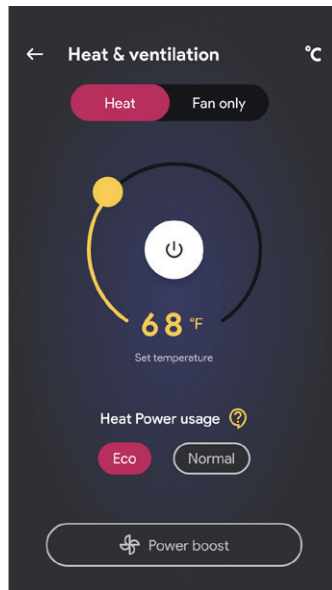 Heat & ventilation °C
Heat Fan only
68 °F
Set temperature
Heat Power usage ?
Eco Normal
Power boost